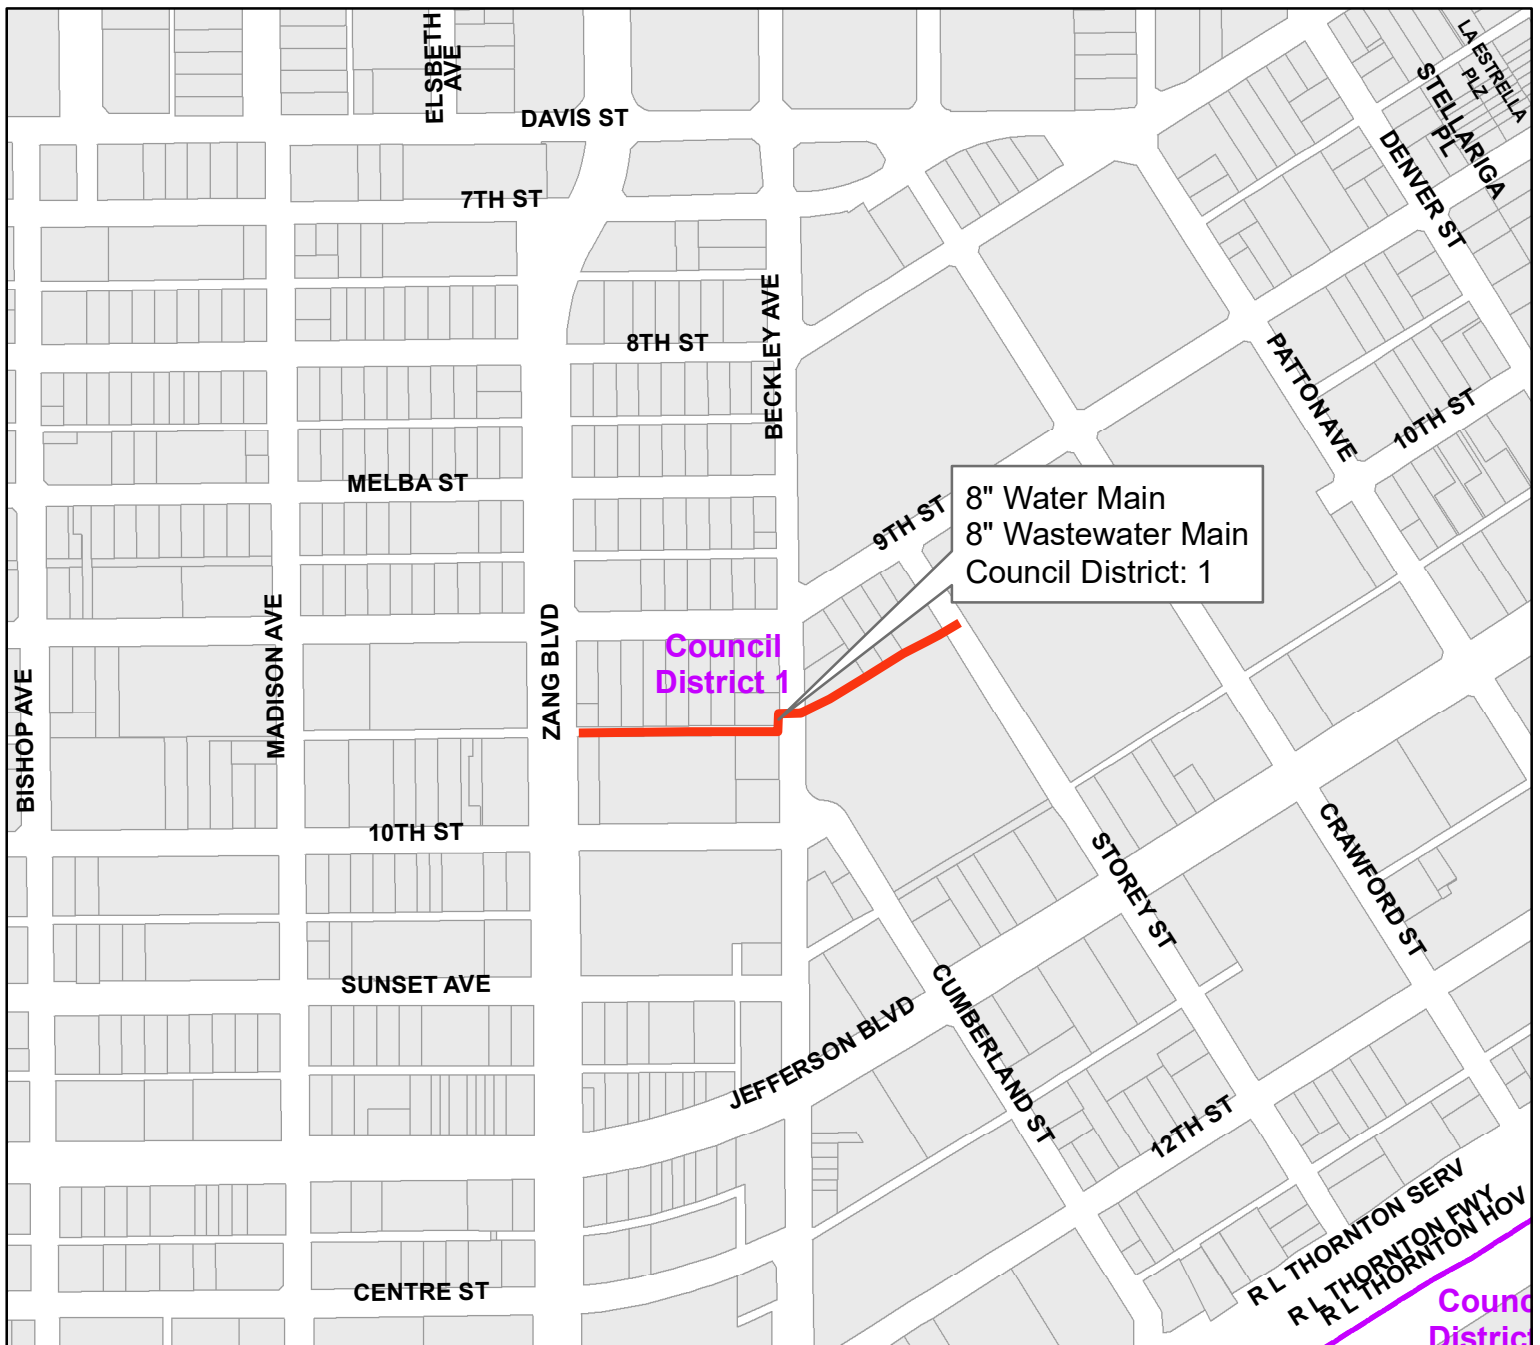 ELSBETH
AVE
DAVIS ST
LA ESTRELLA
PLZ
STELLARIGA
PL
DENVER ST
7TH ST
8TH ST
BECKLEY AVE
PATTON AVE
10TH ST
MELBA ST
9TH ST
8" Water Main
8" Wastewater Main
Council District: 1
MADISON AVE
ZANG BLVD
Council
District 1
BISHOP AVE
10TH ST
STOREY ST
CRAWFORD ST
SUNSET AVE
CUMBERLAND ST
JEFFERSON BLVD
12TH ST
R L THORNTON SERV
R L THORNTON FWY
R L THORNTON HOV
CENTRE ST
Counc
District